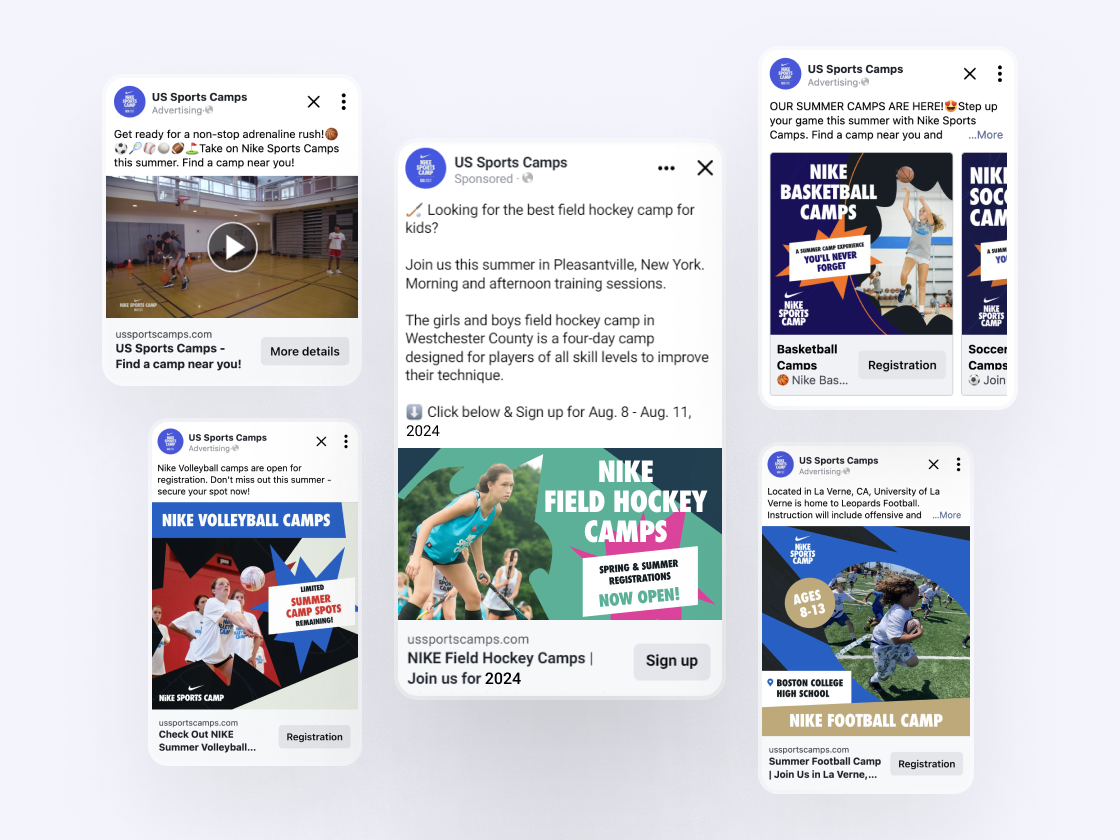 US Sports Camps
Advertising·
Get ready for a non-stop adrenaline rush!🏀
⚽🎾⚾🏐🏈⛳Take on Nike Sports Camps
this summer. Find a camp near you!
NIKE SPORTS CAMP
ussportscamps.com
US Sports Camps -
Find a camp near you!
More details
US Sports Camps
Advertising·
Nike Volleyball camps are open for
registration. Don't miss out this summer -
secure your spot now!
NIKE VOLLEYBALL CAMPS
LIMITED
SUMMER
CAMP SPOTS
REMAINING!
NiKE SPORTS CAMP
ussportscamps.com
Check Out NIKE
Summer Volleyball...
Registration
NIKE
SPORTS
CAMP
US Sports Camps
Sponsored ·
🏑 Looking for the best field hockey camp for
kids?
Join us this summer in Pleasantville, New York.
Morning and afternoon training sessions.
The girls and boys field hockey camp in
Westchester County is a four-day camp
designed for players of all skill levels to improve
their technique.
⬇️ Click below & Sign up for Aug. 8 - Aug. 11,
2024
NIKE
FIELD HOCKEY
CAMPS
SPRING & SUMMER
REGISTRATIONS
NOW OPEN!
ussportscamps.com
NIKE Field Hockey Camps |
Join us for 2024
Sign up
US Sports Camps
Advertising·
OUR SUMMER CAMPS ARE HERE!🤩Step up
your game this summer with Nike Sports
Camps. Find a camp near you and ...More
NIKE
BASKETBALL
CAMPS
A SUMMER CAMP EXPERIENCE
YOU'LL NEVER
FORGET
NiKE
SPORTS
CAMP
Basketball
Camps
🏀 Nike Bas...
Registration
NIKE
SOCC
CAM
A SUMMER
YO
NiKE
SPORTS
CAMP
Soccer
Camps
⚽ Join
US Sports Camps
Advertising·
Located in La Verne, CA, University of La
Verne is home to Leopards Football.
Instruction will include offensive and ...More
NiKE
SPORTS
CAMP
AGES
8-13
BOSTON COLLEGE
HIGH SCHOOL
NIKE FOOTBALL CAMP
ussportscamps.com
Summer Football Camp
| Join Us in La Verne,...
Registration